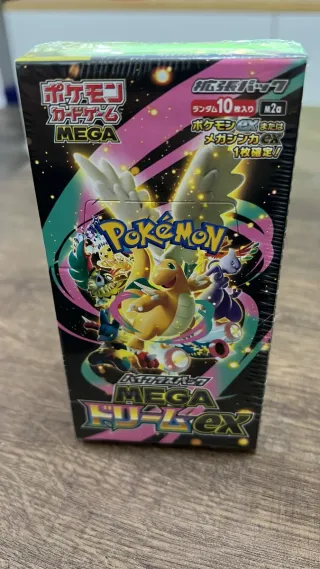 ポケモン
カードゲーム
MEGA
拡張パック
ランダム10枚入り
ポケモンexまたは
メガシンカex
1枚確定!
POKÉMON
ハイクラスパック
MEGA
ドリームex